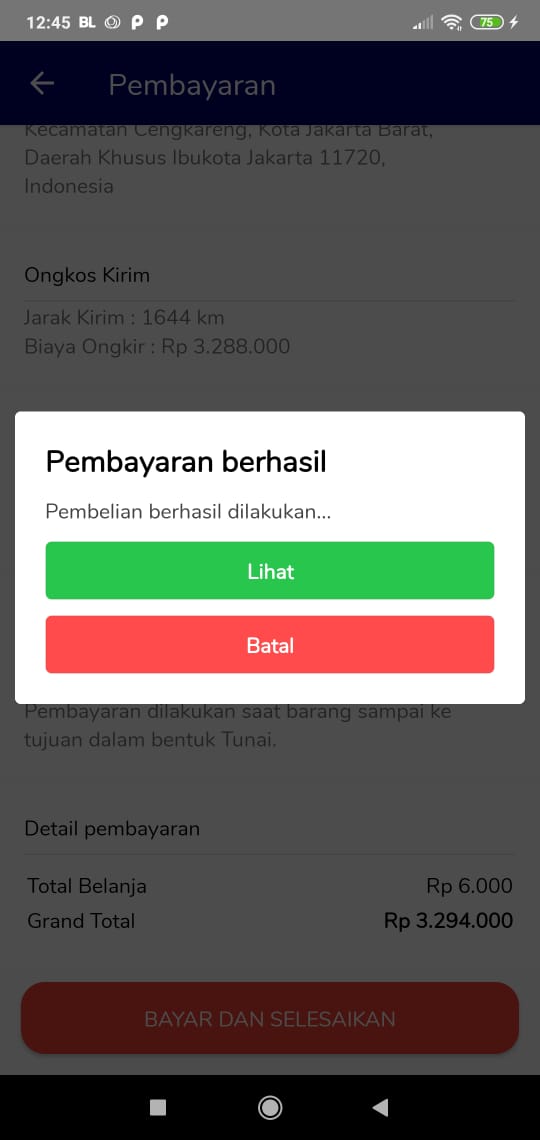 12:45 BL
75
Pembayaran
Kecamatan Cengkareng, Kota Jakarta Barat,
Daerah Khusus Ibukota Jakarta 11720,
Indonesia
Ongkos Kirim
Jarak Kirim : 1644 km
Biaya Ongkir : Rp 3.288.000
Pembayaran berhasil
Pembelian berhasil dilakukan...
Lihat
Batal
Pembayaran dilakukan saat barang sampai ke
tujuan dalam bentuk Tunai.
Detail pembayaran
Total Belanja Rp 6.000
Grand Total Rp 3.294.000
BAYAR DAN SELESAIKAN